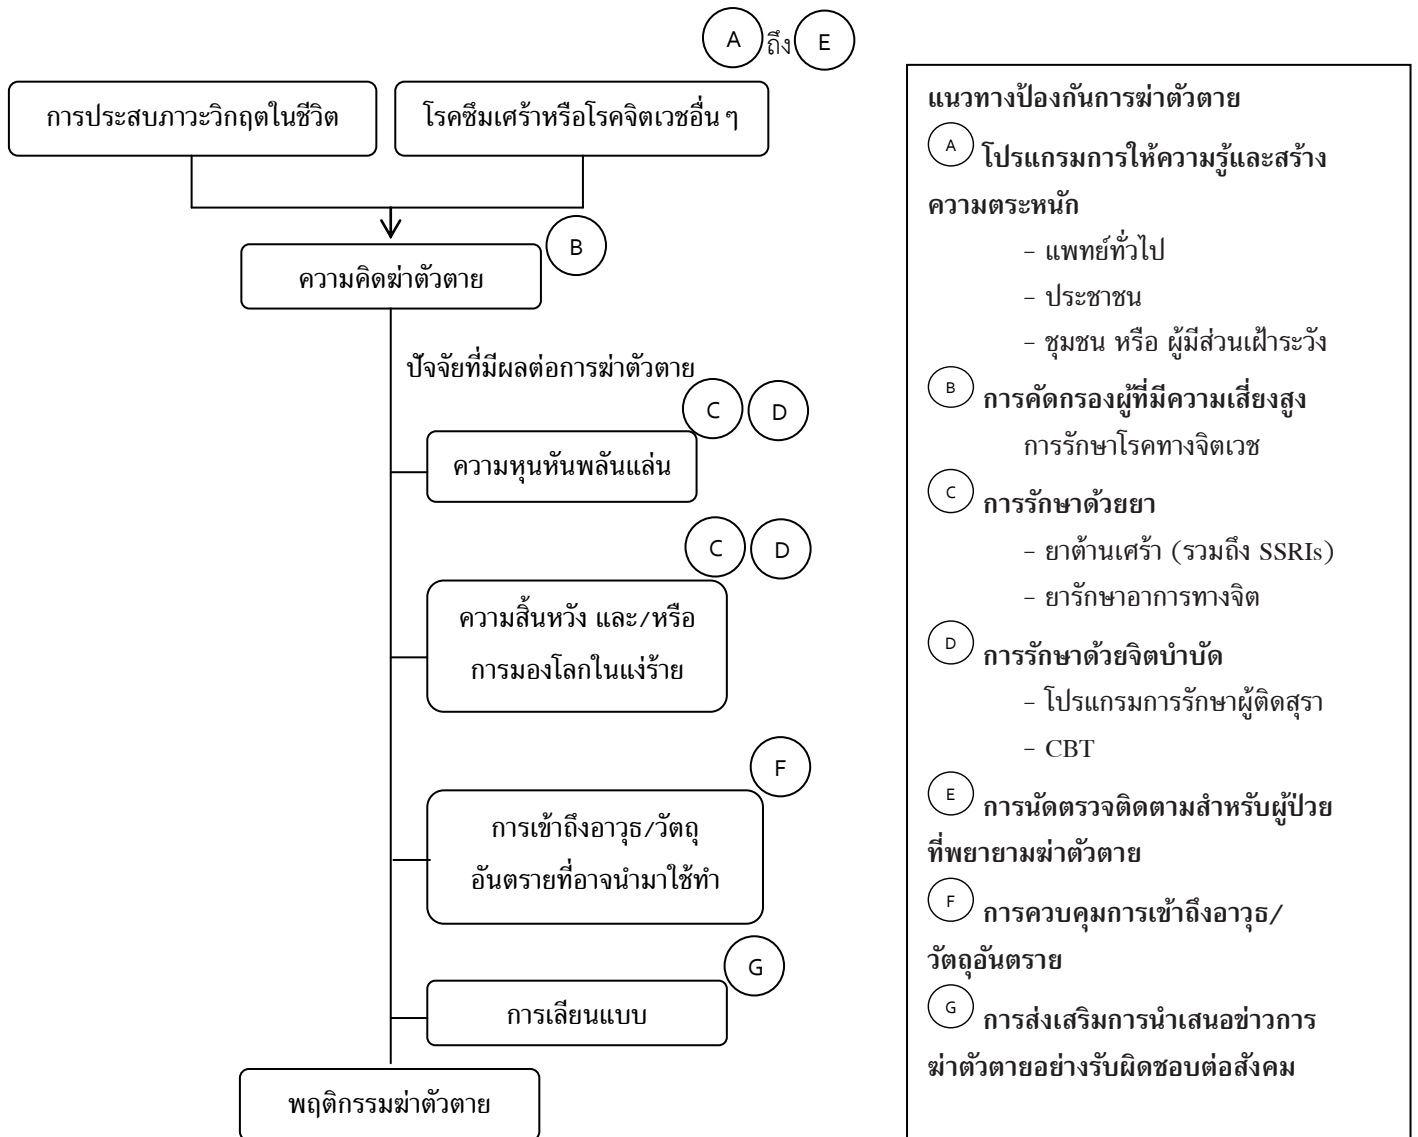 A ถึง E
การประสบภาวะวิกฤตในชีวิต
โรคซึมเศร้าหรือโรคจิตเวชอื่น ๆ
B
ความคิดฆ่าตัวตาย
ปัจจัยที่มีผลต่อการฆ่าตัวตาย
C D
ความหุนหันพลันแล่น
C D
ความสิ้นหวัง และ/หรือ
การมองโลกในแง่ร้าย
F
การเข้าถึงอาวุธ/วัตถุ
อันตรายที่อาจนำมาใช้ทำ
G
การเลียนแบบ
พฤติกรรมฆ่าตัวตาย
แนวทางป้องกันการฆ่าตัวตาย
A โปรแกรมการให้ความรู้และสร้าง
ความตระหนัก
– แพทย์ทั่วไป
– ประชาชน
– ชุมชน หรือ ผู้มีส่วนเฝ้าระวัง
B การคัดกรองผู้ที่มีความเสี่ยงสูง
การรักษาโรคทางจิตเวช
C การรักษาด้วยยา
– ยาต้านเศร้า (รวมถึง SSRIs)
– ยารักษาอาการทางจิต
D การรักษาด้วยจิตบำบัด
– โปรแกรมการรักษาผู้ติดสุรา
– CBT
E การนัดตรวจติดตามสำหรับผู้ป่วย
ที่พยายามฆ่าตัวตาย
F การควบคุมการเข้าถึงอาวุธ/
วัตถุอันตราย
G การส่งเสริมการนำเสนอข่าวการ
ฆ่าตัวตายอย่างรับผิดชอบต่อสังคม